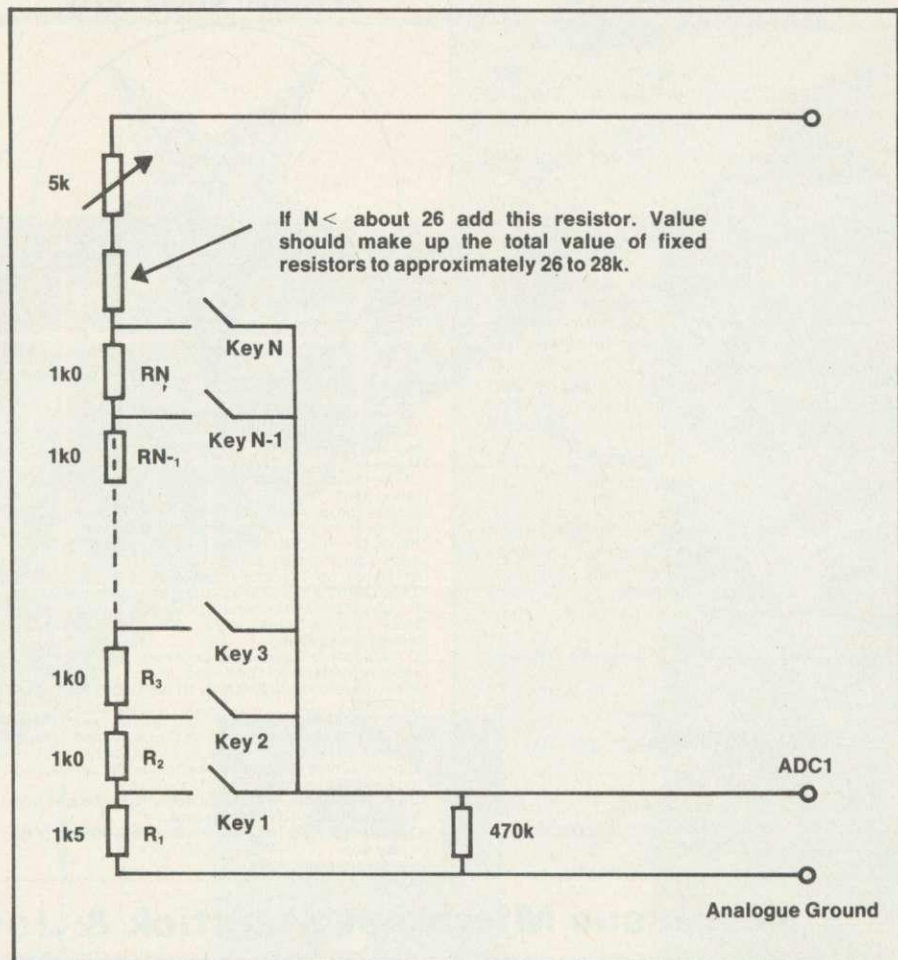 5k
If N < about 26 add this resistor. Value
should make up the total value of fixed
resistors to approximately 26 to 28k.
Key N
1k0 RN
Key N-1
1k0 RN-₁
Key 3
1k0 R₃
Key 2
1k0 R₂
ADC1
Key 1
1k5 R₁
470k
Analogue Ground